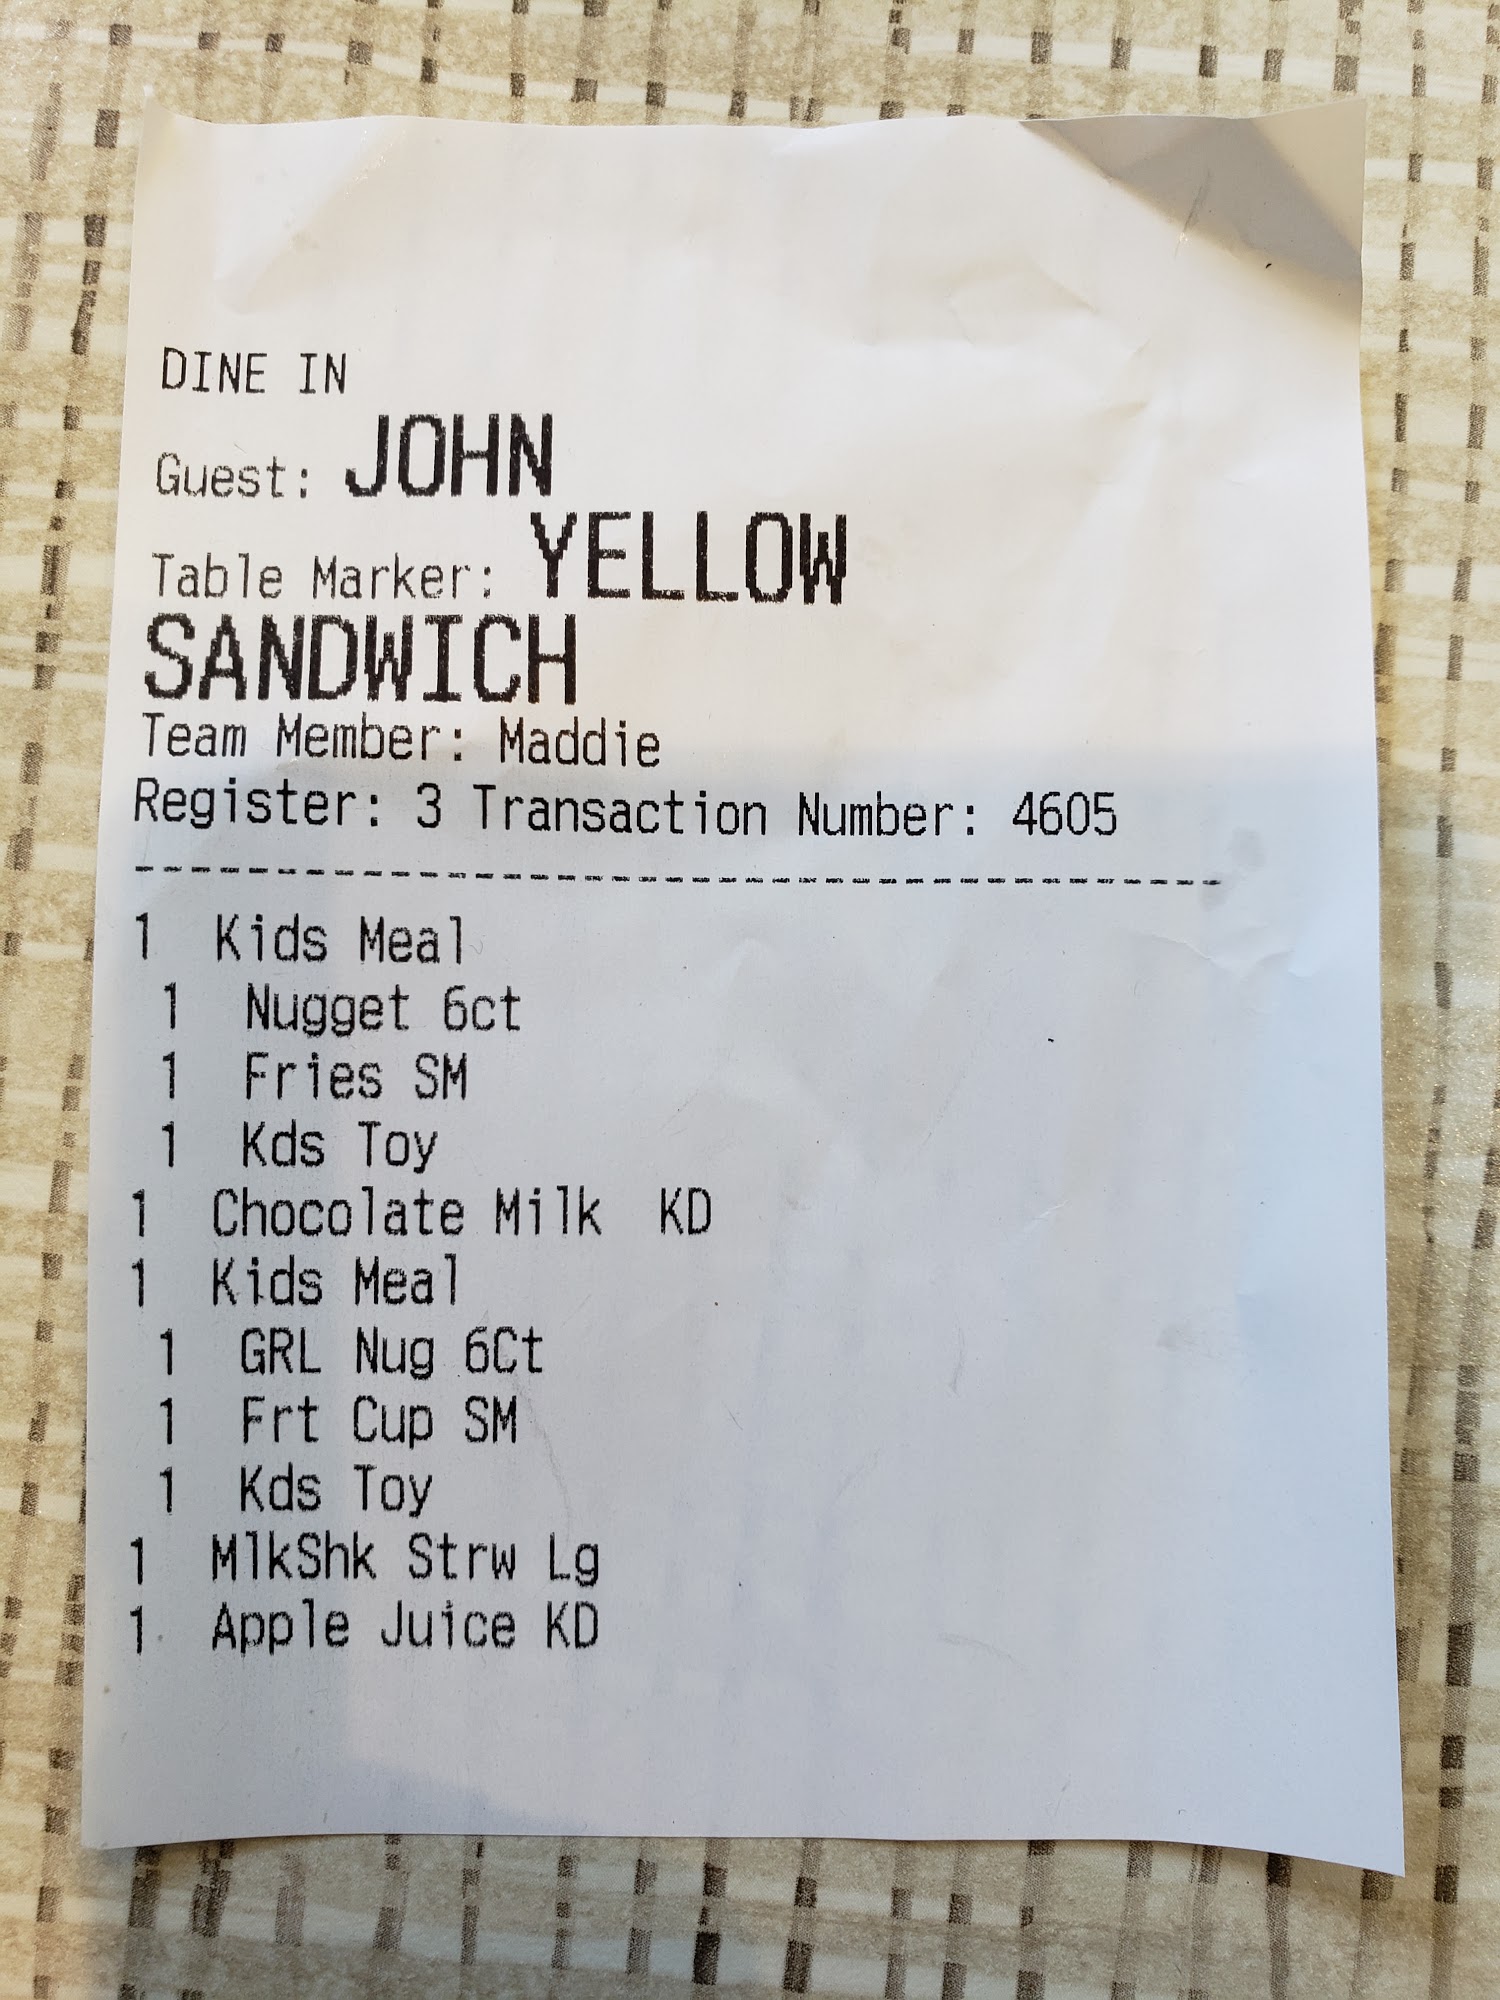 DINE IN
Guest: JOHN
Table Marker: YELLOW
SANDWICH
Team Member: Maddie
Register: 3 Transaction Number: 4605
----------------------------------------
1 Kids Meal
1 Nugget 6ct
1 Fries SM
1 Kds Toy
1 Chocolate Milk KD
1 Kids Meal
1 GRL Nug 6Ct
1 Frt Cup SM
1 Kds Toy
1 MlkShk Strw Lg
1 Apple Juice KD